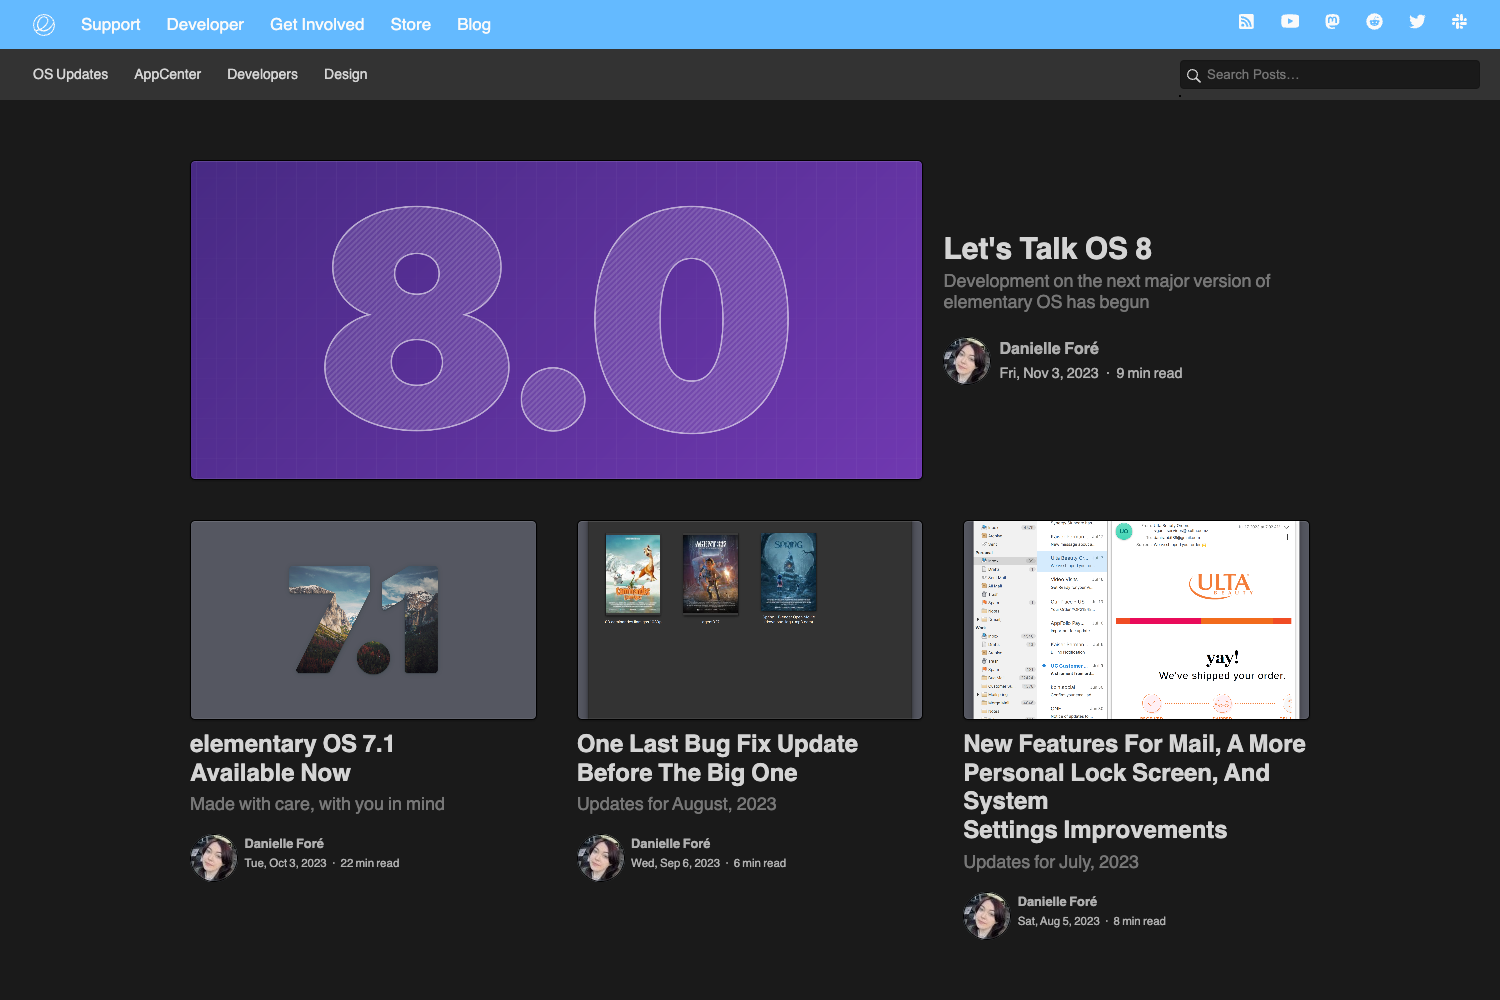 Support Developer Get Involved Store Blog
OS Updates AppCenter Developers Design
Search Posts...
8.0
Let's Talk OS 8
Development on the next major version of
elementary OS has begun
Danielle Foré
Fri, Nov 3, 2023 · 9 min read
7.1
elementary OS 7.1
Available Now
Made with care, with you in mind
Danielle Foré
Tue, Oct 3, 2023 · 22 min read
SPRING
One Last Bug Fix Update
Before The Big One
Updates for August, 2023
Danielle Foré
Wed, Sep 6, 2023 · 6 min read
ULTA
BEAUTY
yay!
We've shipped your order.
New Features For Mail, A More
Personal Lock Screen, And
System
Settings Improvements
Updates for July, 2023
Danielle Foré
Sat, Aug 5, 2023 · 8 min read